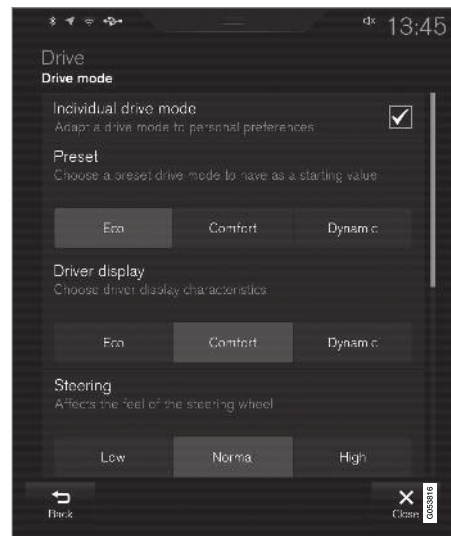 13:45
Drive
Drive mode
Individual drive mode
Adapt a drive mode to personal preferences
Preset
Choose a preset drive mode to have as a starting value
Eco Comfort Dynamic
Driver display
Choose driver display characteristics
Eco Comfort Dynamic
Steering
Affects the feel of the steering wheel
Low Normal High
Back Close
G053816